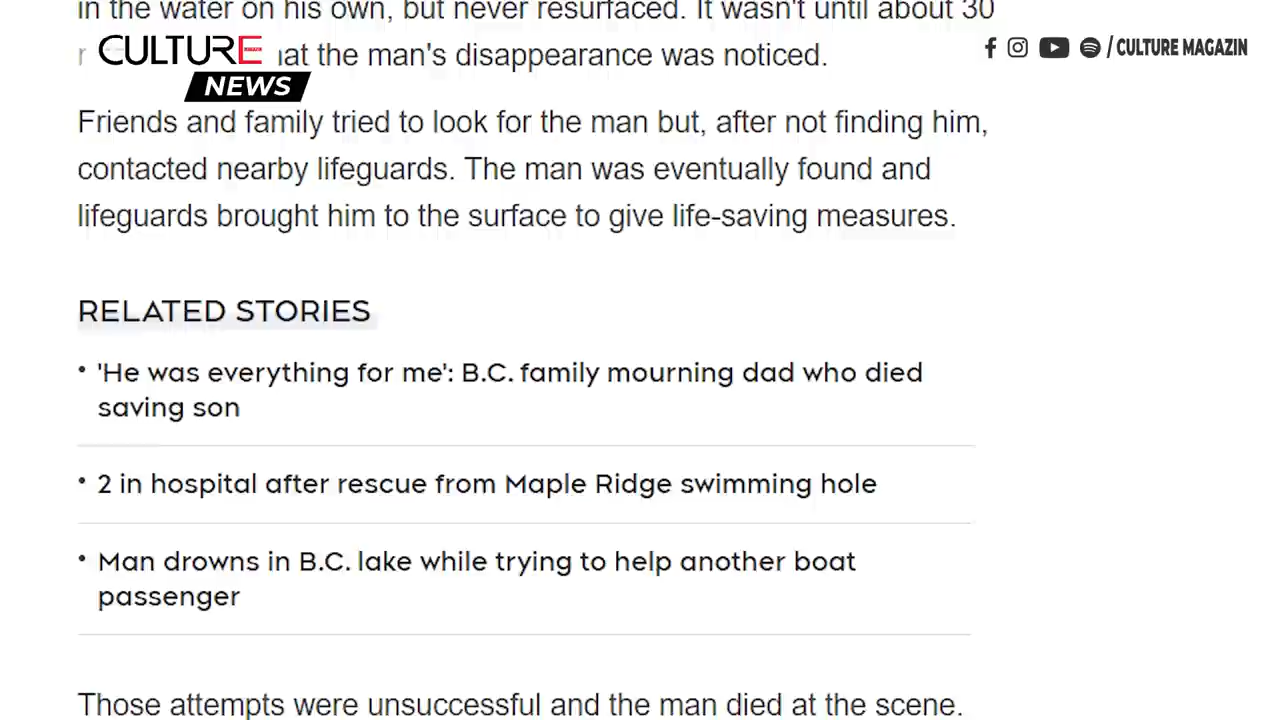 in the water on his own, but never resurfaced. It wasn't until about 30
CULTURE
that the man's disappearance was noticed.
/ CULTURE MAGAZIN
NEWS
Friends and family tried to look for the man but, after not finding him,
contacted nearby lifeguards. The man was eventually found and
lifeguards brought him to the surface to give life-saving measures.
RELATED STORIES
• 'He was everything for me': B.C. family mourning dad who died
saving son
• 2 in hospital after rescue from Maple Ridge swimming hole
• Man drowns in B.C. lake while trying to help another boat
passenger
Those attempts were unsuccessful and the man died at the scene.